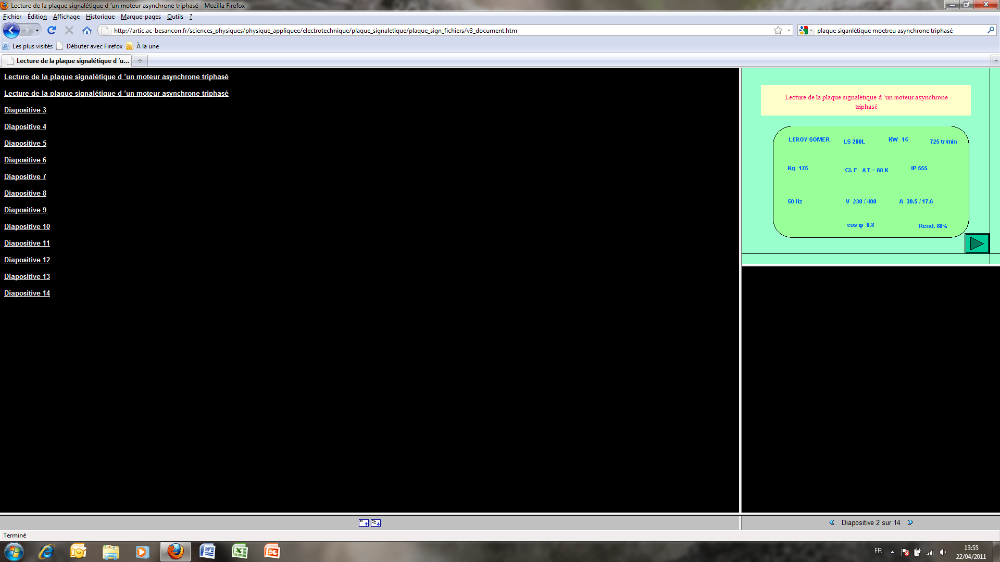 Lecture de la plaque signalétique d 'un moteur asynchrone triphasé - Mozilla Firefox
Fichier Édition Affichage Historique Marque-pages Outils ?
http://artic.ac-besancon.fr/sciences_physiques/physique_appliquee/electrotechnique/plaque_signaletique/plaque_sign_fichiers/v3_document.htm
plaque siganlétique moetreu asynchrone triphasé
Les plus visités Débuter avec Firefox À la une
Lecture de la plaque signalétique d 'u...
Lecture de la plaque signalétique d 'un moteur asynchrone triphasé
Lecture de la plaque signalétique d 'un moteur asynchrone triphasé
Diapositive 3
Diapositive 4
Diapositive 5
Diapositive 6
Diapositive 7
Diapositive 8
Diapositive 9
Diapositive 10
Diapositive 11
Diapositive 12
Diapositive 13
Diapositive 14
Lecture de la plaque signalétique d 'un moteur asynchrone
triphasé
LEROY SOMER LS 200L KW 15 725 tr/min
Kg 175 Cl. F Δ T = 80 K IP 555
50 Hz V 230 / 400 A 30.5 / 17.6
cos φ 0.8 Rend. 88%
Diapositive 2 sur 14
Terminé
FR
13:55
22/04/2011